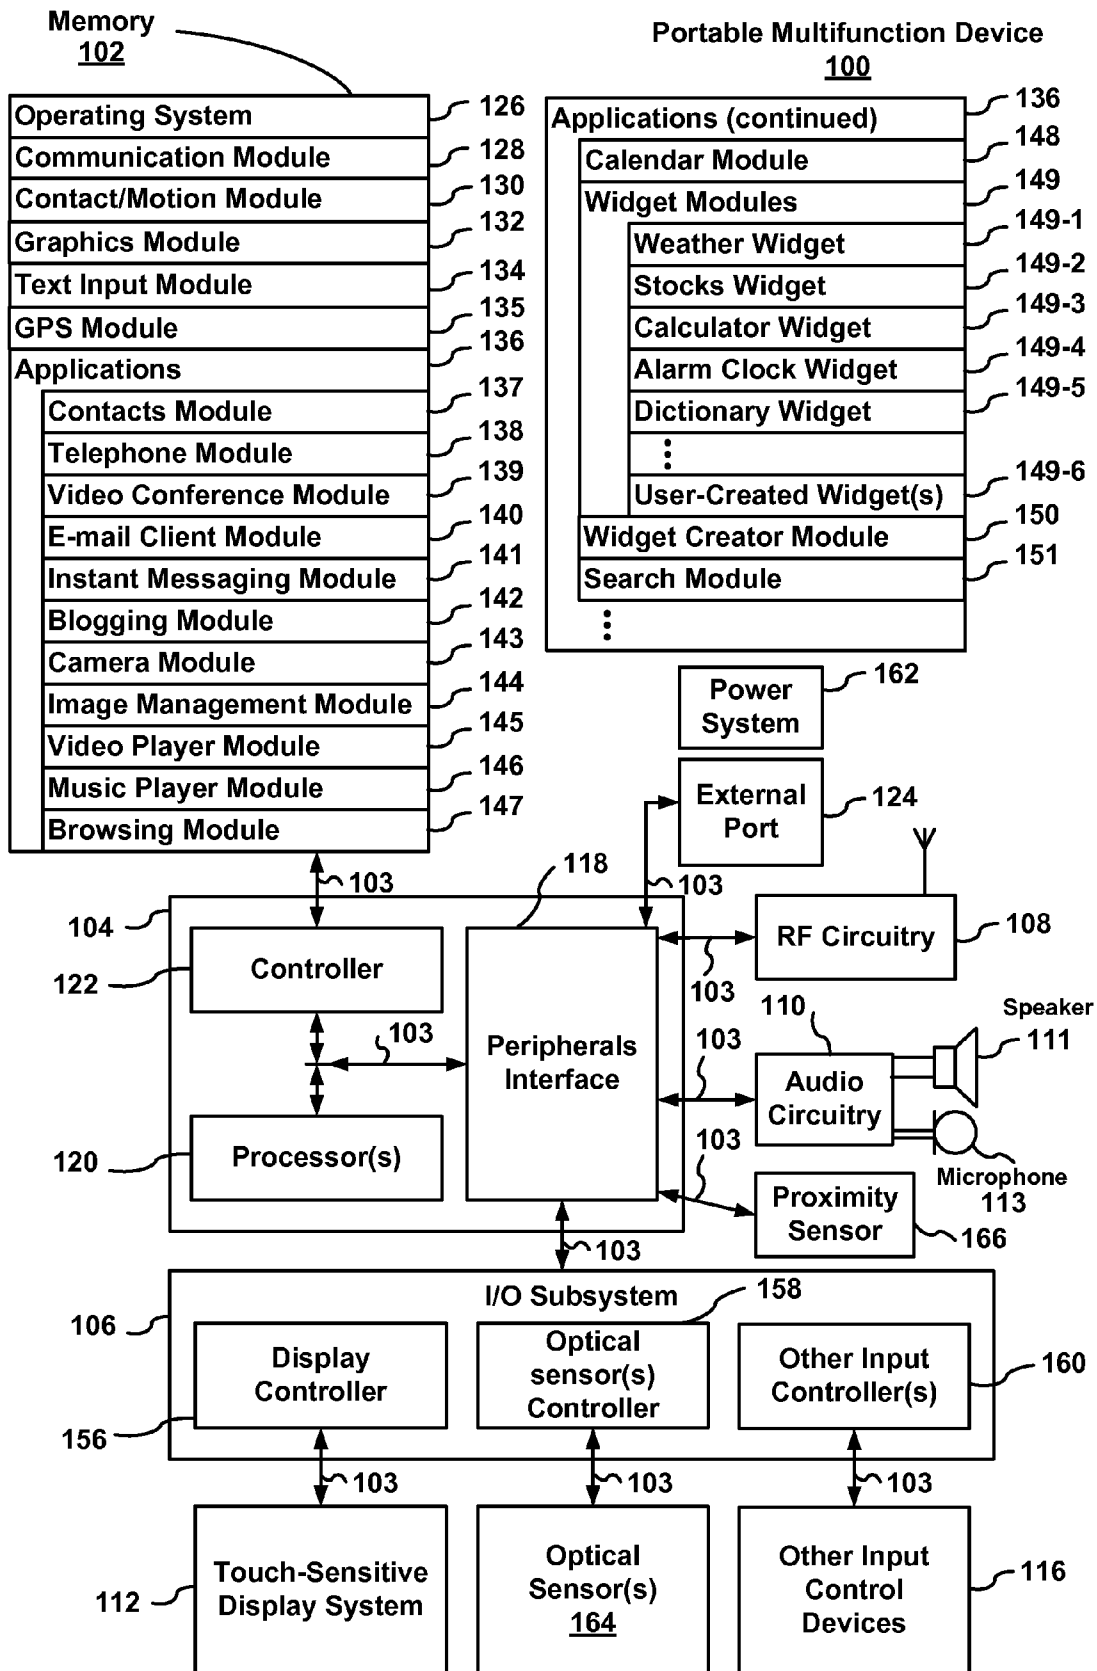 Memory
102
Portable Multifunction Device
100
Operating System
126
Communication Module
128
Contact/Motion Module
130
Graphics Module
132
Text Input Module
134
GPS Module
135
Applications
136
Contacts Module
137
Telephone Module
138
Video Conference Module
139
E-mail Client Module
140
Instant Messaging Module
141
Blogging Module
142
Camera Module
143
Image Management Module
144
Video Player Module
145
Music Player Module
146
Browsing Module
147
Applications (continued)
136
Calendar Module
148
Widget Modules
149
Weather Widget
149-1
Stocks Widget
149-2
Calculator Widget
149-3
Alarm Clock Widget
149-4
Dictionary Widget
149-5
User-Created Widget(s)
149-6
Widget Creator Module
150
Search Module
151
Power
System
162
External
Port
124
103
118
103
104
Controller
122
RF Circuitry
108
103
103
Peripherals
Interface
110
Speaker
111
103
Audio
Circuitry
Processor(s)
120
103
Microphone
113
Proximity
Sensor
166
103
I/O Subsystem
158
106
Display
Controller
156
Optical
sensor(s)
Controller
Other Input
Controller(s)
160
103
103
103
Touch-Sensitive
Display System
112
Optical
Sensor(s)
164
Other Input
Control
Devices
116